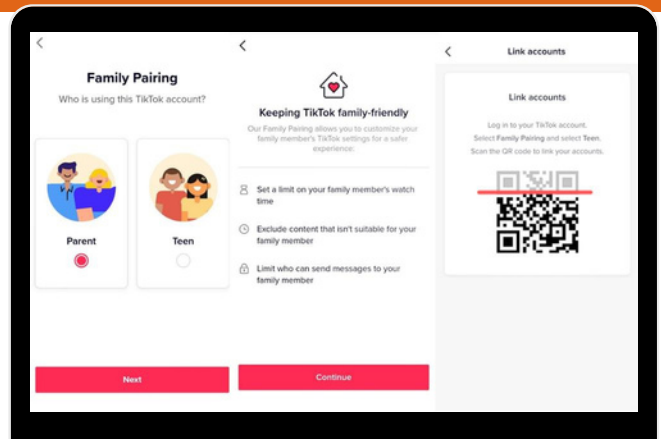 Family Pairing
Who is using this TikTok account?
Parent
Teen
Next
Keeping TikTok family-friendly
Our Family Pairing allows you to customize your
family member's TikTok settings for a safer
experience:
Set a limit on your family member's watch
time
Exclude content that isn't suitable for your
family member
Limit who can send messages to your
family member
Continue
Link accounts
Link accounts
Log in to your TikTok account.
Select Family Pairing and select Teen.
Scan the QR code to link your accounts.